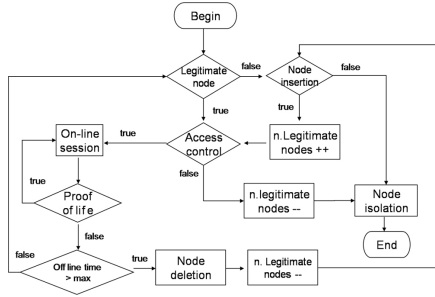 Begin
Legitimate
node
false
Node
insertion
false
true
true
On-line
session
true
Access
control
n.Legitimate
nodes ++
false
true
Proof
of life
n.legitimate
nodes --
Node
isolation
false
false
Off line time
> max
true
Node
deletion
n. Legitimate
nodes --
End